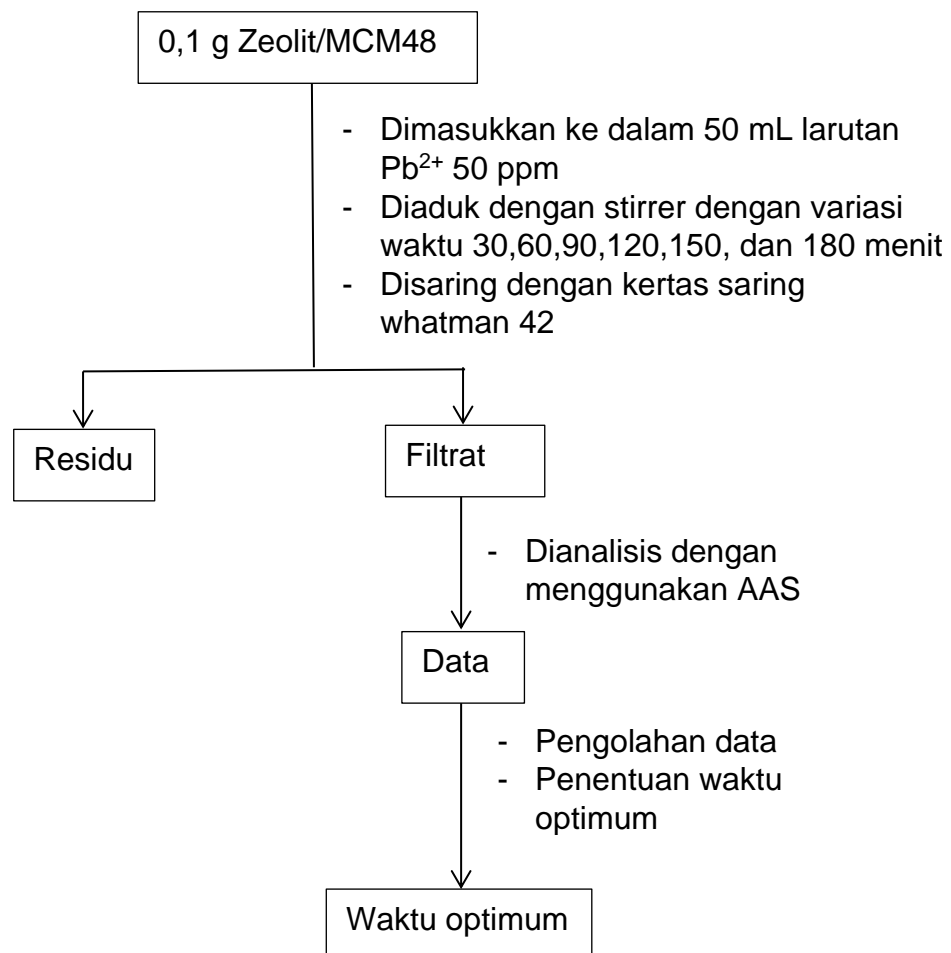 0,1 g Zeolit/MCM48
- Dimasukkan ke dalam 50 mL larutan
Pb²⁺ 50 ppm
- Diaduk dengan stirrer dengan variasi
waktu 30,60,90,120,150, dan 180 menit
- Disaring dengan kertas saring
whatman 42
Residu
Filtrat
- Dianalisis dengan
menggunakan AAS
Data
- Pengolahan data
- Penentuan waktu
optimum
Waktu optimum